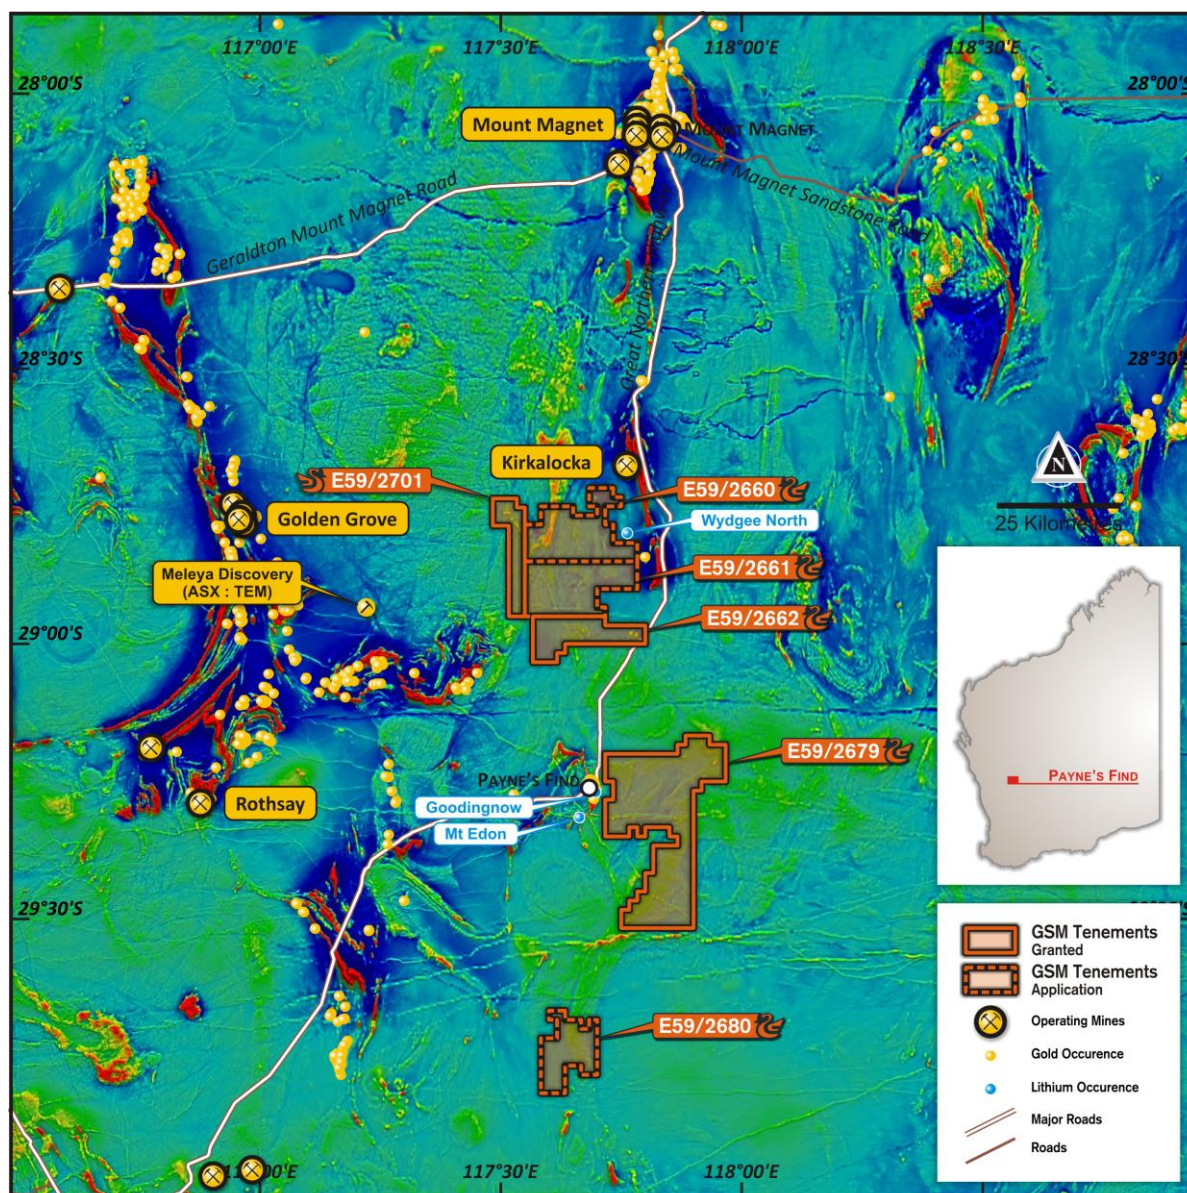 117°00'E
117°30'E
118°00'E
118°30'E
28°00'S
28°00'S
Mount Magnet
MOUNT MAGNET
Mount Magnet Sandstone Road
Geraldton Mount Magnet Road
Great Northern Highway
28°30'S
28°30'S
Kirkalocka
E59/2701
E59/2660
N
Golden Grove
Wydgee North
25 Kilometres
Meleya Discovery
(ASX : TEM)
E59/2661
E59/2662
29°00'S
E59/2679
PAYNE'S FIND
PAYNE'S FIND
Rothsay
Goodingnow
Mt Edon
29°30'S
GSM Tenements
Granted
GSM Tenements
Application
E59/2680
Operating Mines
Gold Occurence
Lithium Occurence
Major Roads
Roads
117°30'E
118°00'E